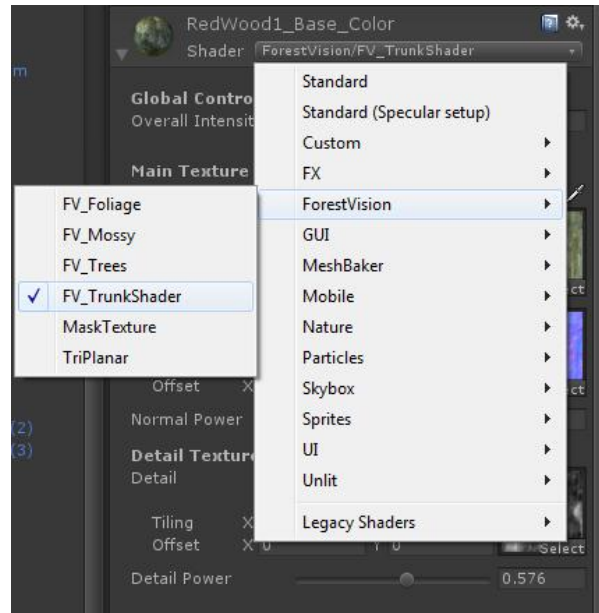 RedWood1_Base_Color
Shader ForestVision/FV_TrunkShader
m
Global Contro
Overall Intensit
Main Texture
Standard
Standard (Specular setup)
Custom
FX
ForestVision
GUI
MeshBaker
Mobile
Nature
Particles
Skybox
Sprites
UI
Unlit
Legacy Shaders
FV_Foliage
FV_Mossy
FV_Trees
FV_TrunkShader
MaskTexture
TriPlanar
ct
Offset X
ct
Normal Power
(2)
(3)
Detail Texture
Detail
Tiling X
Offset X 0 Y 0 Select
Detail Power 0.576